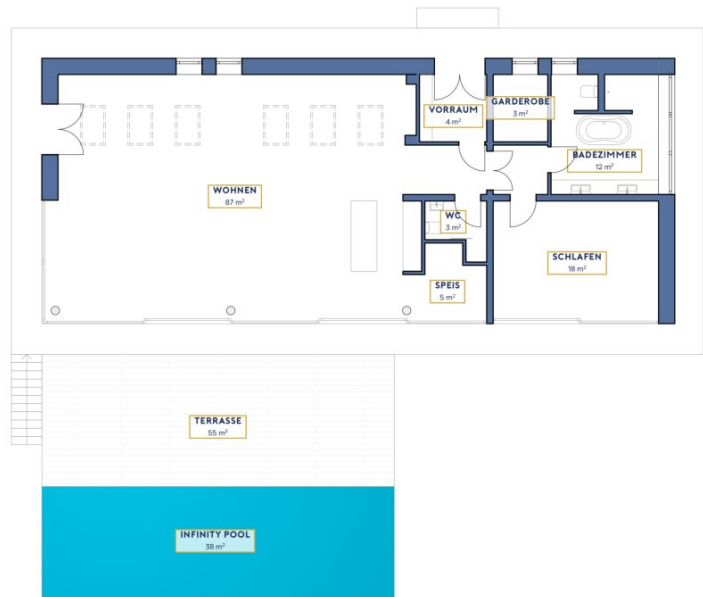 VORRAUM
4 m²
GARDEROBE
3 m²
BADEZIMMER
12 m²
WOHNEN
87 m²
WC
3 m²
SCHLAFEN
18 m²
SPEIS
5 m²
TERRASSE
55 m²
INFINITY POOL
38 m²